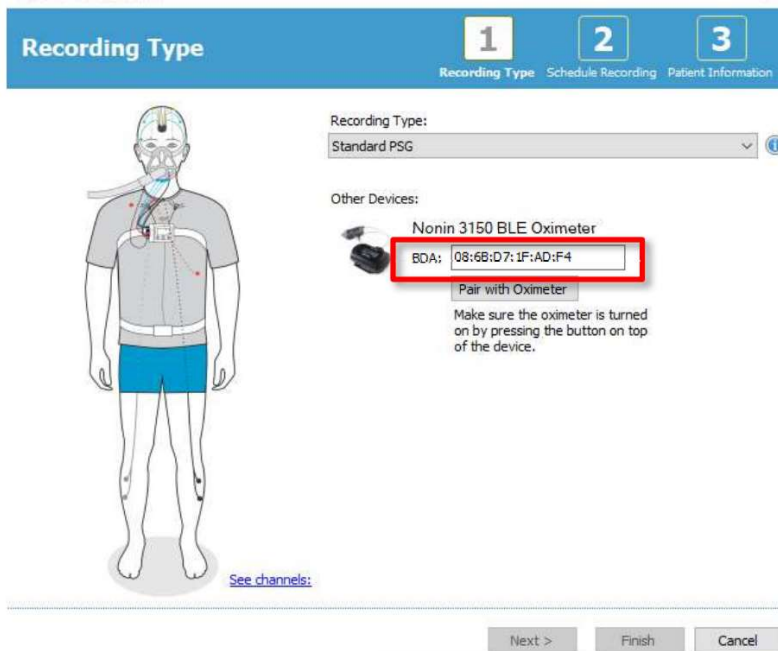 Recording Type
1
2
3
Recording Type
Schedule Recording
Patient Information
Recording Type:
Standard PSG
Other Devices:
Nonin 3150 BLE Oximeter
BDA: 08:6B:D7:1F:AD:F4
Pair with Oximeter
Make sure the oximeter is turned
on by pressing the button on top
of the device.
See channels:
Next >
Finish
Cancel